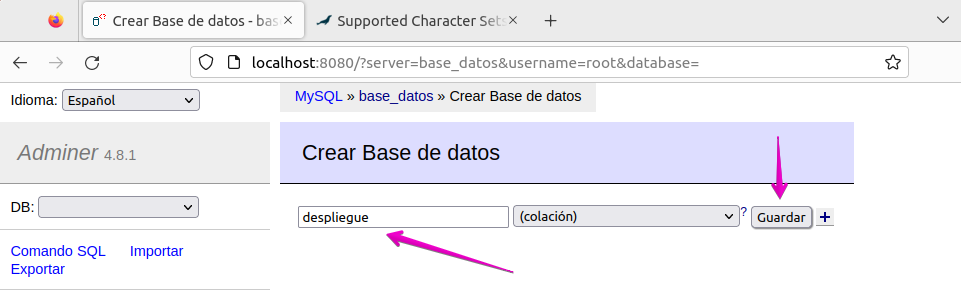 Crear Base de datos - bas
Supported Character Sets
localhost:8080/?server=base_datos&username=root&database=
Idioma: Español
MySQL » base_datos » Crear Base de datos
Adminer 4.8.1
Crear Base de datos
DB:
despliegue (colación) ? Guardar +
Comando SQL Importar
Exportar